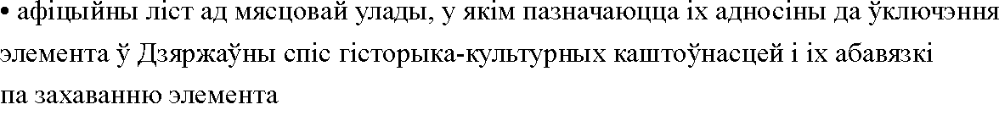 • афіцыйны ліст ад мясцовай улады, у якім пазначаюцца іх адносіны да ўключэння
элемента ў Дзяржаўны спіс гісторыка-культурных каштоўнасцей і іх абавязкі
па захаванню элемента